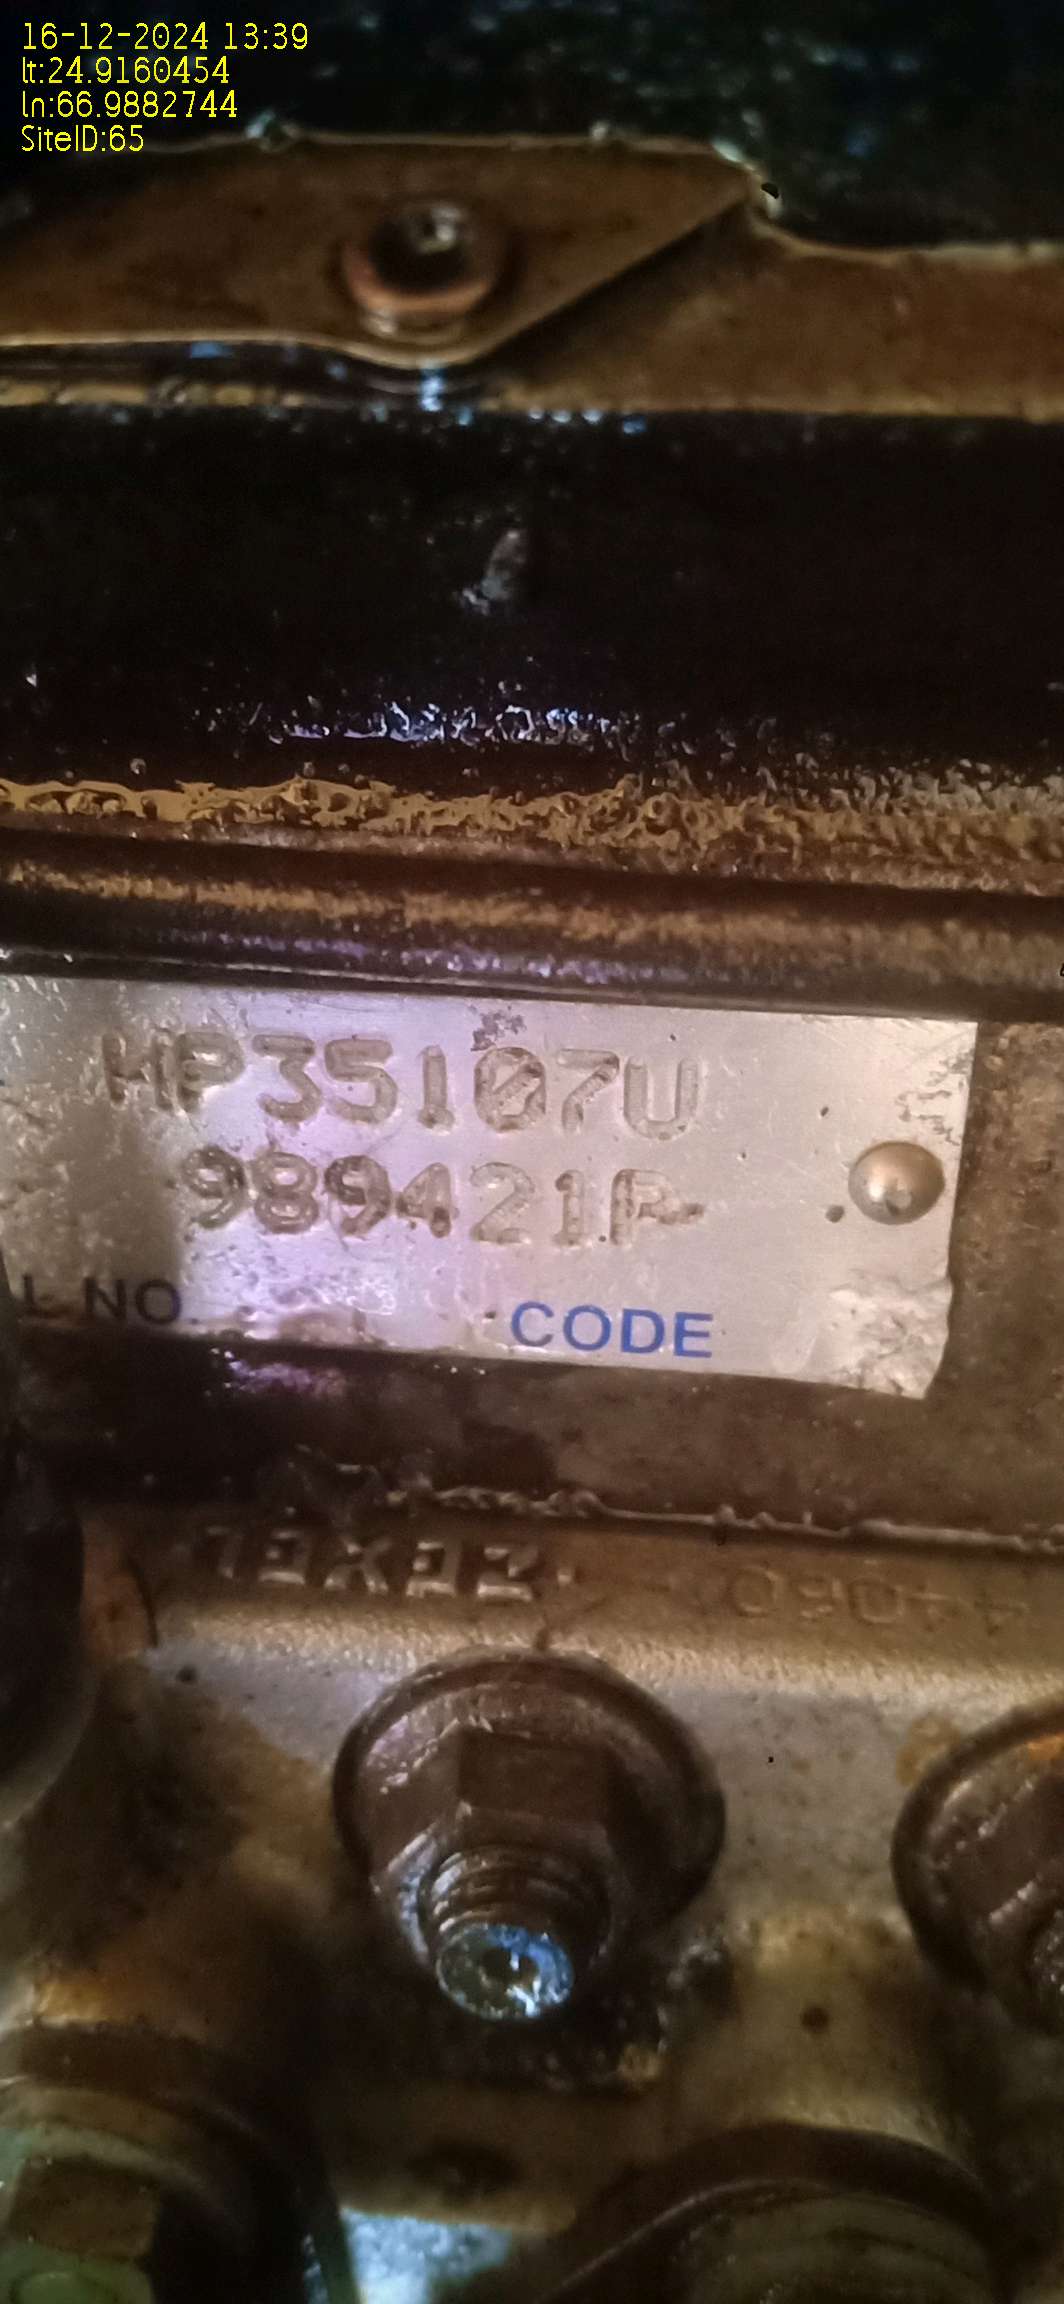 16-12-2024 13:39
lt:24.9160454
ln:66.9882744
SiteID:65
HP35107U
989421P
L NO. CODE